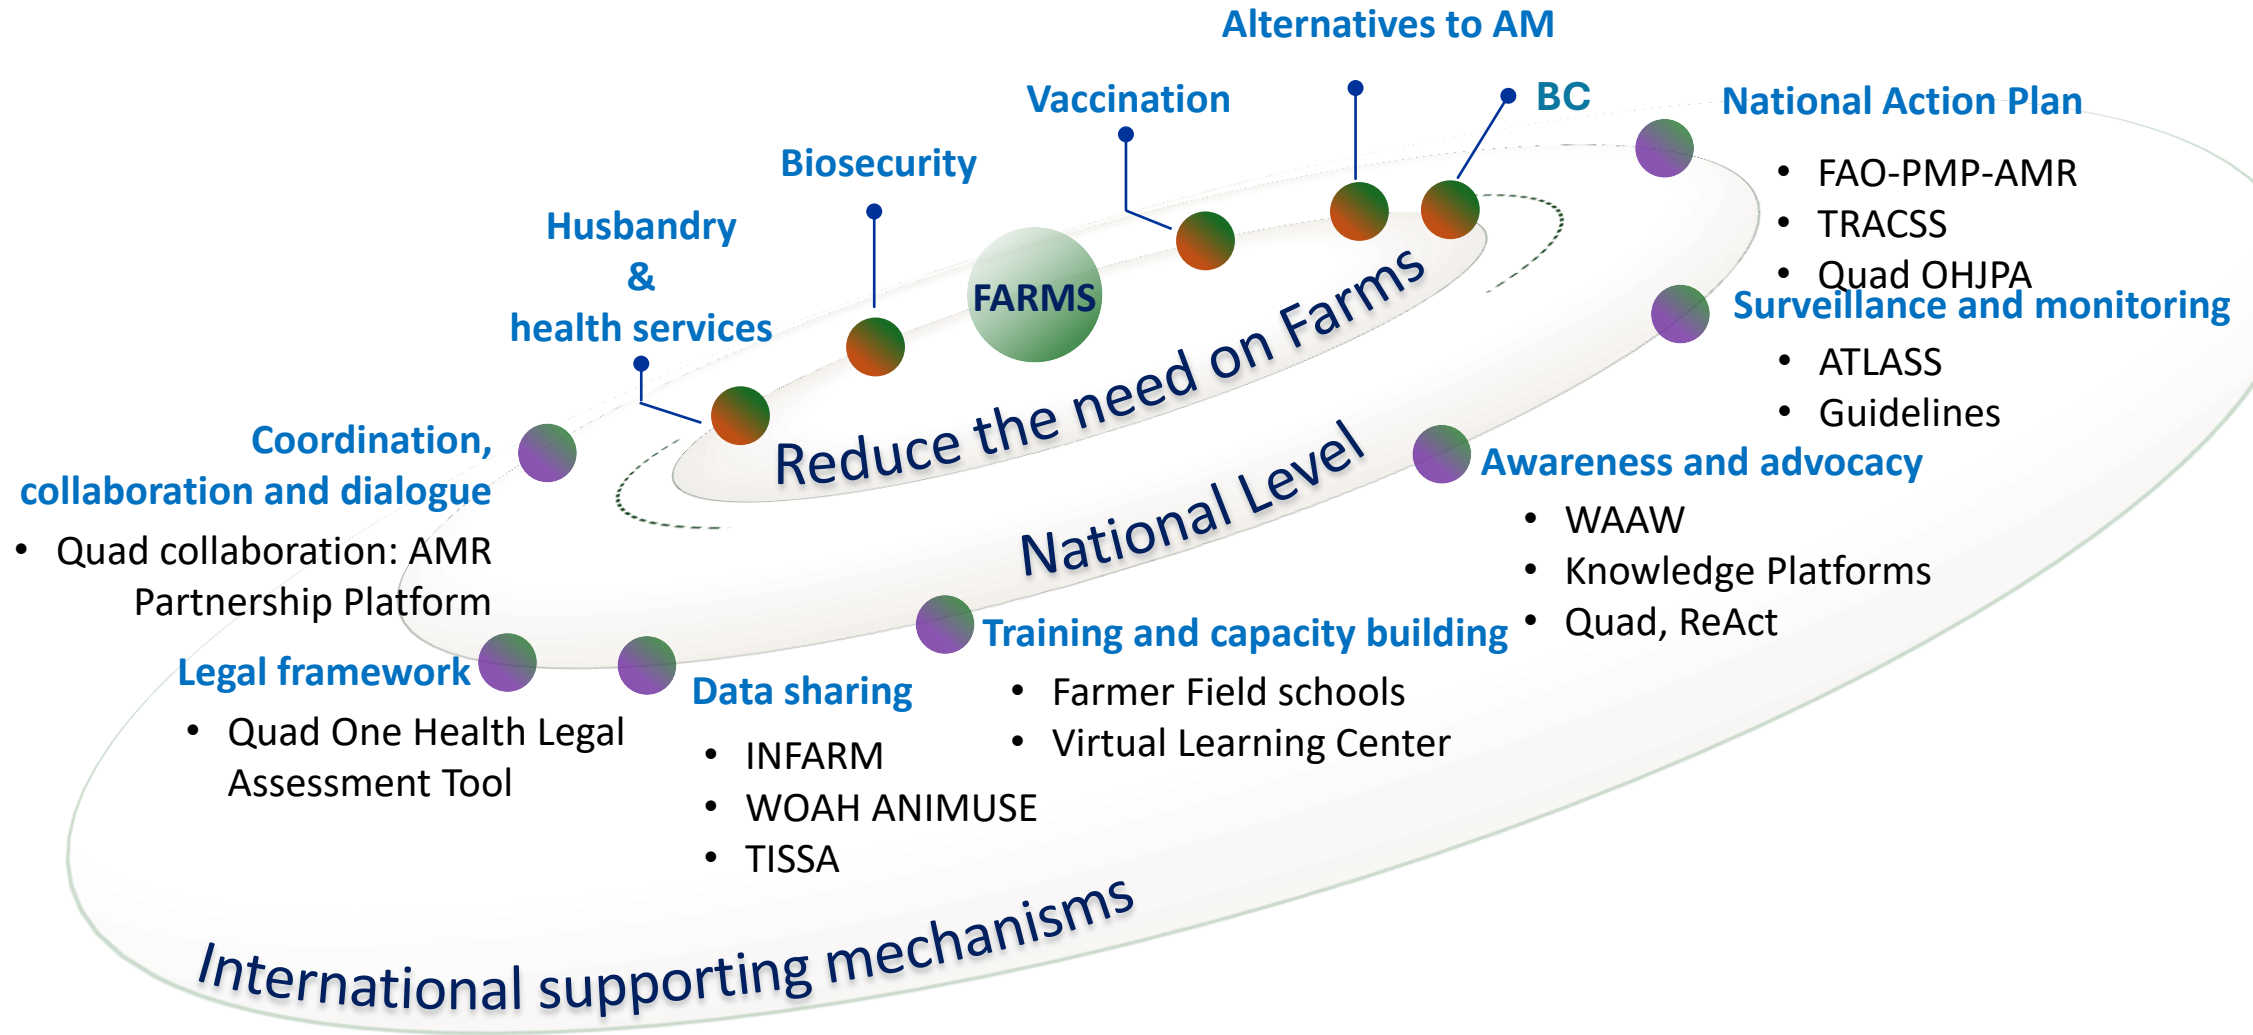 Alternatives to AM
Vaccination
BC
National Action Plan
• FAO-PMP-AMR
• TRACSS
• Quad OHJPA
Biosecurity
Husbandry
&
health services
FARMS
Reduce the need on Farms
Surveillance and monitoring
• ATLASS
• Guidelines
Coordination,
collaboration and dialogue
• Quad collaboration: AMR
Partnership Platform
National Level
Awareness and advocacy
• WAAW
• Knowledge Platforms
• Quad, ReAct
Legal framework
• Quad One Health Legal
Assessment Tool
Data sharing
• INFARM
• WOAH ANIMUSE
• TISSA
Training and capacity building
• Farmer Field schools
• Virtual Learning Center
International supporting mechanisms